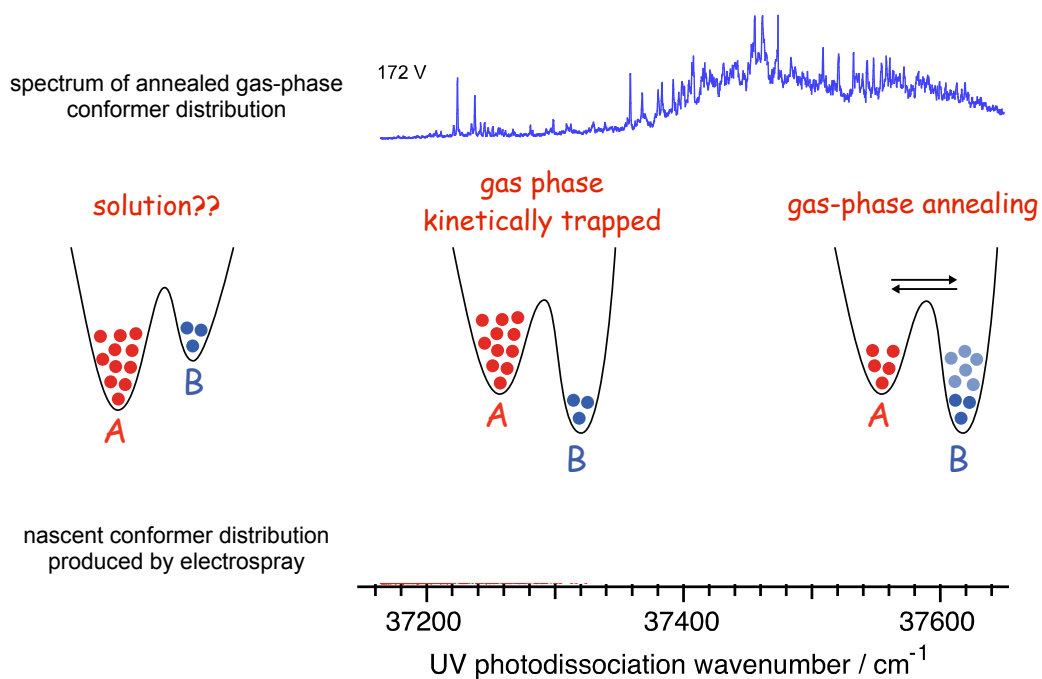 172 V
spectrum of annealed gas-phase
conformer distribution
solution??
gas phase
kinetically trapped
gas-phase annealing
A
B
A
B
A
B
nascent conformer distribution
produced by electrospray
37200 37400 37600
UV photodissociation wavenumber / cm⁻¹